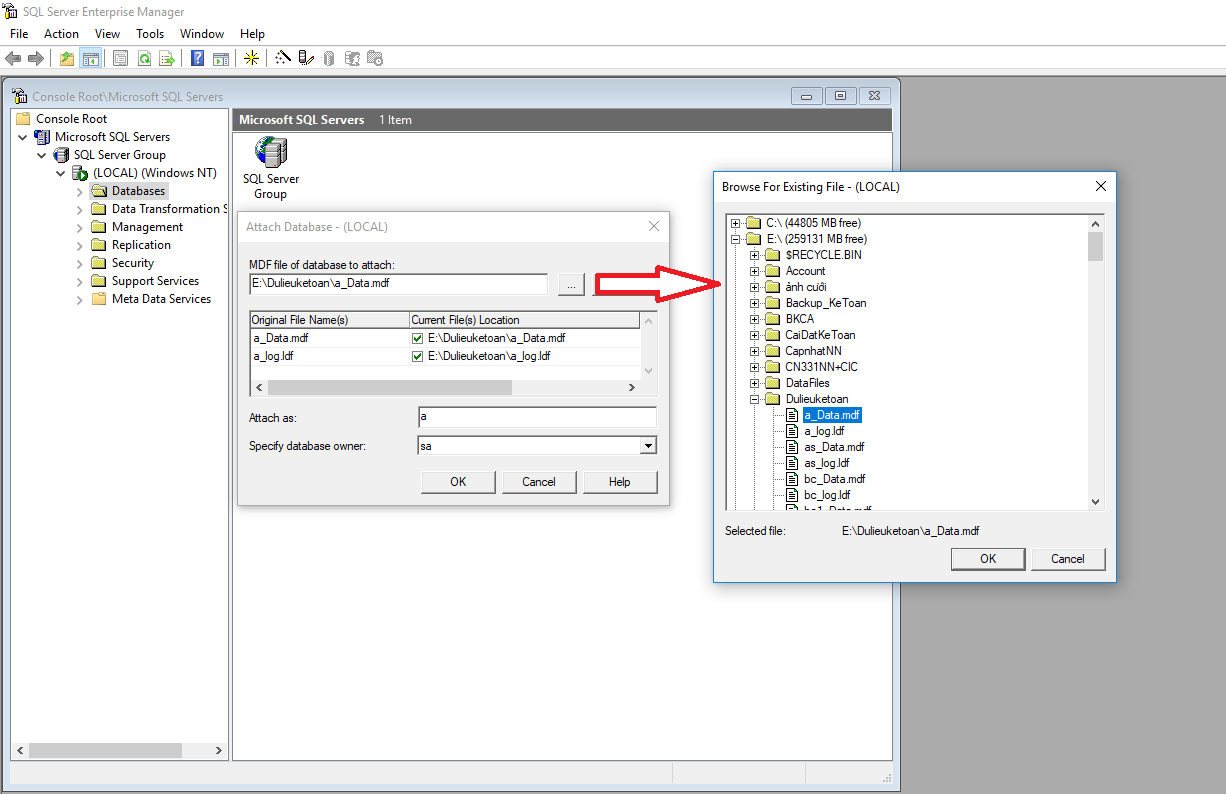 SQL Server Enterprise Manager
File Action View Tools Window Help
Console Root\Microsoft SQL Servers
Console Root
Microsoft SQL Servers
SQL Server Group
(LOCAL) (Windows NT)
Databases
Data Transformation S
Management
Replication
Security
Support Services
Meta Data Services
Microsoft SQL Servers 1 Item
SQL Server
Group
Attach Database - (LOCAL)
MDF file of database to attach:
E:\Dulieuketoan\a_Data.mdf
...
Original File Name(s) Current File(s) Location
a_Data.mdf E:\Dulieuketoan\a_Data.mdf
a_log.ldf E:\Dulieuketoan\a_log.ldf
Attach as: a
Specify database owner: sa
OK Cancel Help
Browse For Existing File - (LOCAL)
C:\ (44805 MB free)
E:\ (259131 MB free)
$RECYCLE.BIN
Account
ảnh cưới
Backup_KeToan
BKCA
CaiDatKeToan
CapnhatNN
CN331NN+CIC
DataFiles
Dulieuketoan
a_Data.mdf
a_log.ldf
as_Data.mdf
as_log.ldf
bc_Data.mdf
bc_log.ldf
Selected file: E:\Dulieuketoan\a_Data.mdf
OK Cancel